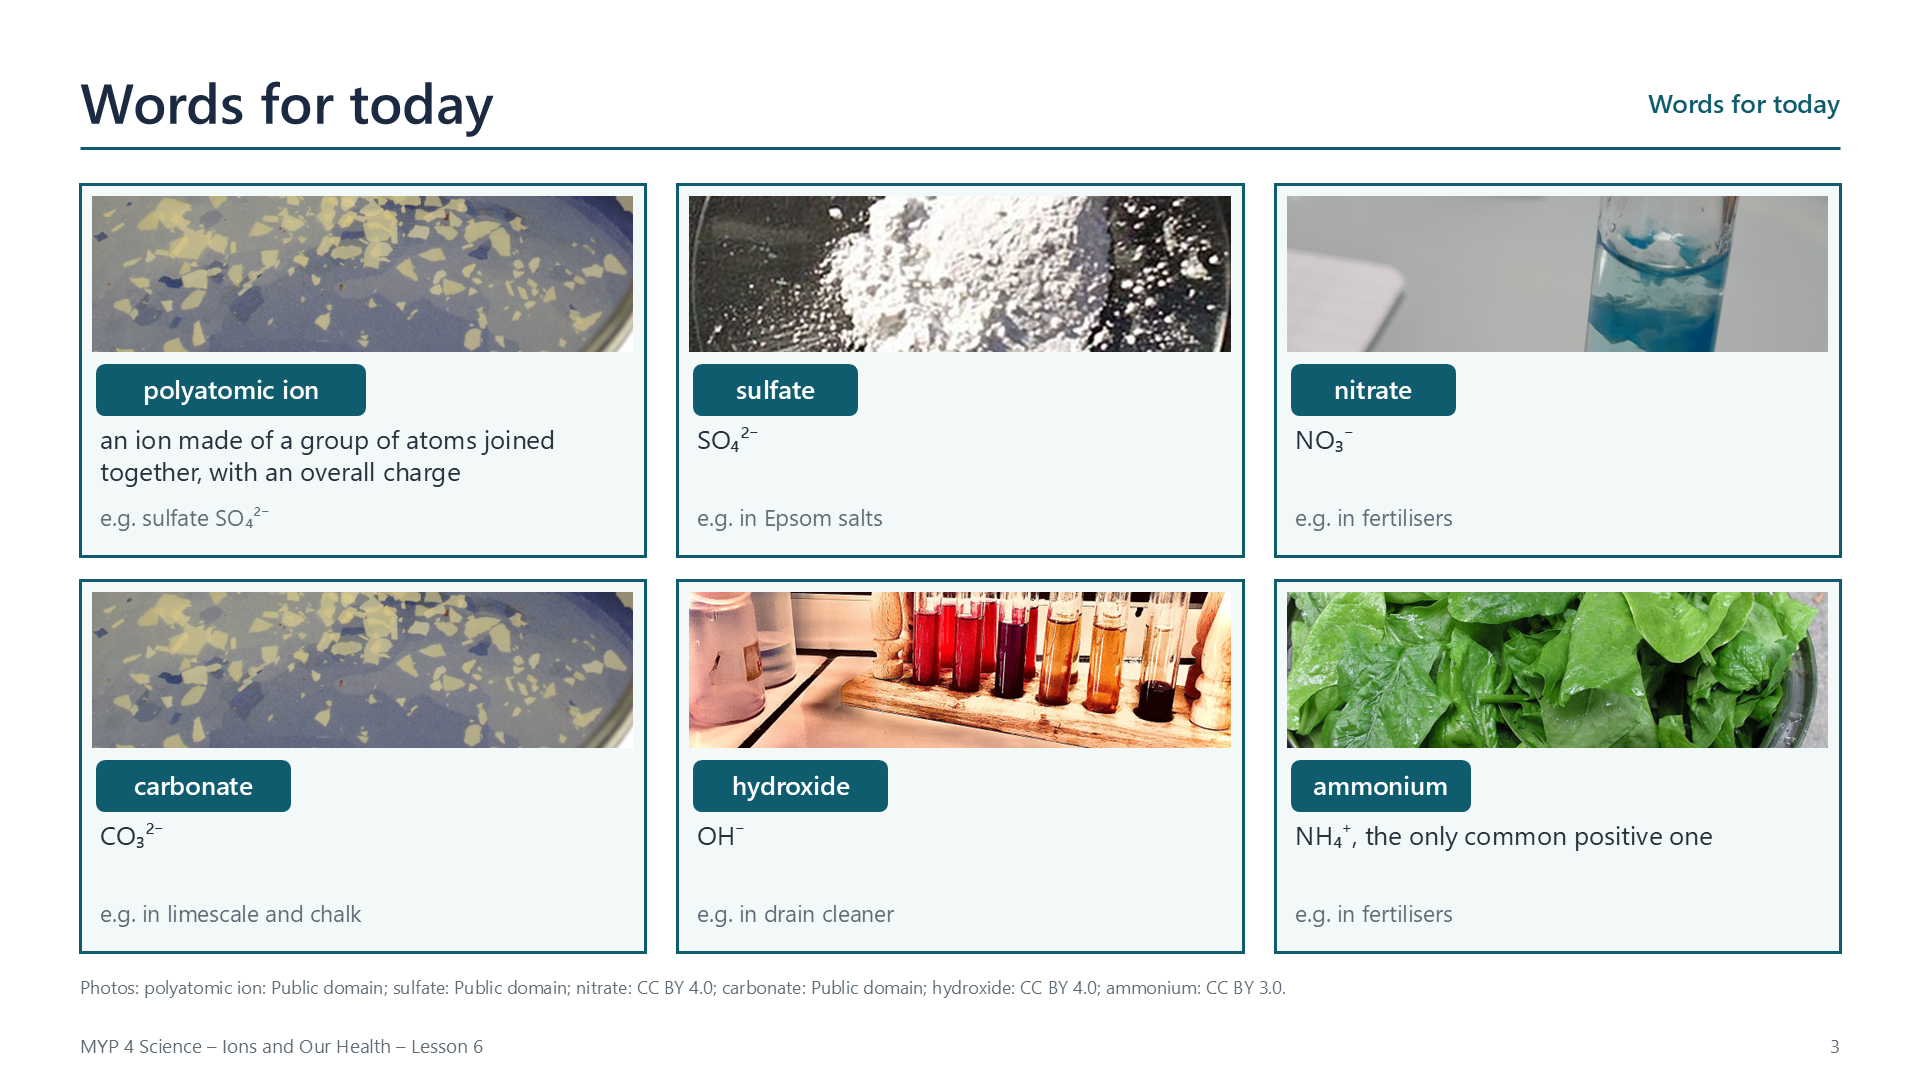 Words for today
Words for today
polyatomic ion
an ion made of a group of atoms joined
together, with an overall charge
e.g. sulfate SO₄²⁻
sulfate
SO₄²⁻
e.g. in Epsom salts
nitrate
NO₃⁻
e.g. in fertilisers
carbonate
CO₃²⁻
e.g. in limescale and chalk
hydroxide
OH⁻
e.g. in drain cleaner
ammonium
NH₄⁺, the only common positive one
e.g. in fertilisers
Photos: polyatomic ion: Public domain; sulfate: Public domain; nitrate: CC BY 4.0; carbonate: Public domain; hydroxide: CC BY 4.0; ammonium: CC BY 3.0.
MYP 4 Science – Ions and Our Health – Lesson 6
3